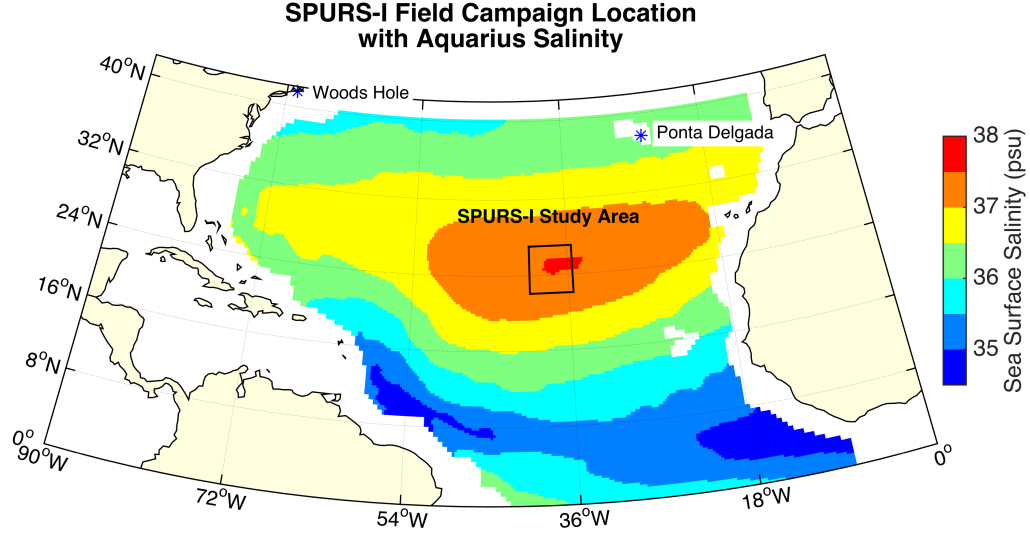 SPURS-I Field Campaign Location
with Aquarius Salinity
40°N
Woods Hole
Ponta Delgada
32°N
24°N
SPURS-I Study Area
16°N
8°N
0°
90°W
72°W
54°W
36°W
18°W
0°
38
37
36
35
Sea Surface Salinity (psu)